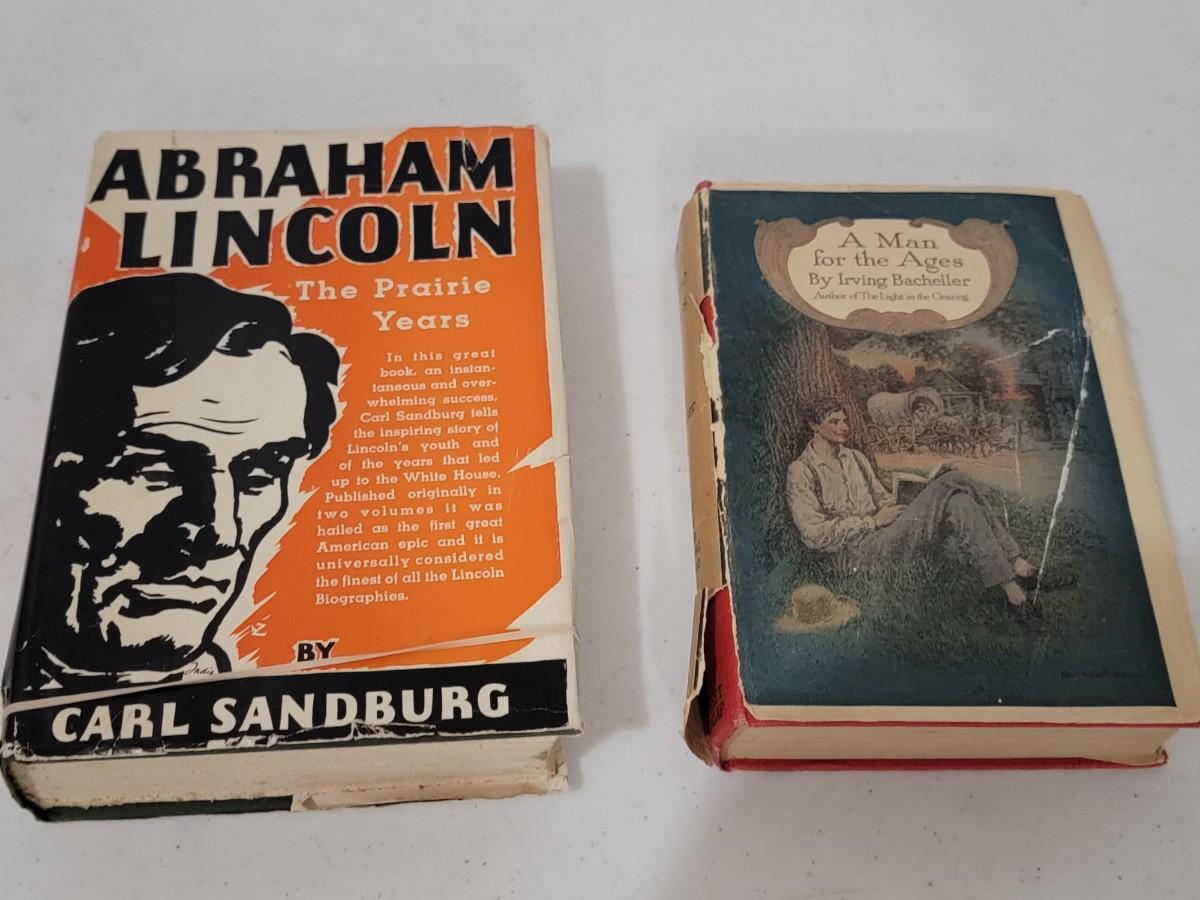 ABRAHAM
LINCOLN
The Prairie
Years
In this great
book, an instan-
taneous and over-
whelming success,
Carl Sandburg tells
the inspiring story of
Lincoln's youth and
of the years that led
up to the White House.
Published originally in
two volumes it was
hailed as the first great
American epic and it is
universally considered
the finest of all the Lincoln
Biographies.
BY
CARL SANDBURG
A Man
for the Ages
By Irving Bacheller
Author of The Light in the Clearing